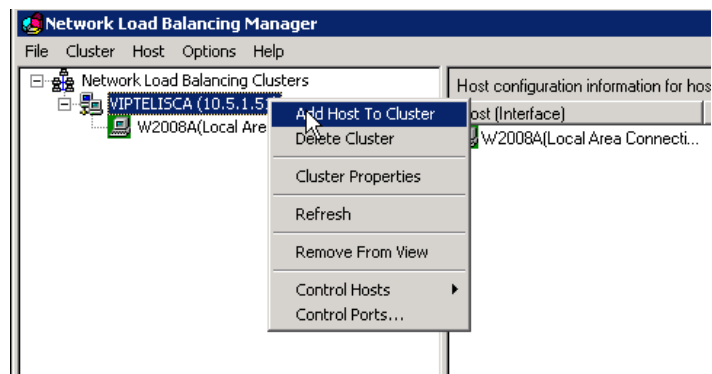 Network Load Balancing Manager
File Cluster Host Options Help
Network Load Balancing Clusters
VIPTELISCA (10.5.1.5
W2008A(Local Are
Add Host To Cluster
Delete Cluster
Cluster Properties
Refresh
Remove From View
Control Hosts
Control Ports...
Host configuration information for hos
ost (Interface)
W2008A(Local Area Connecti...